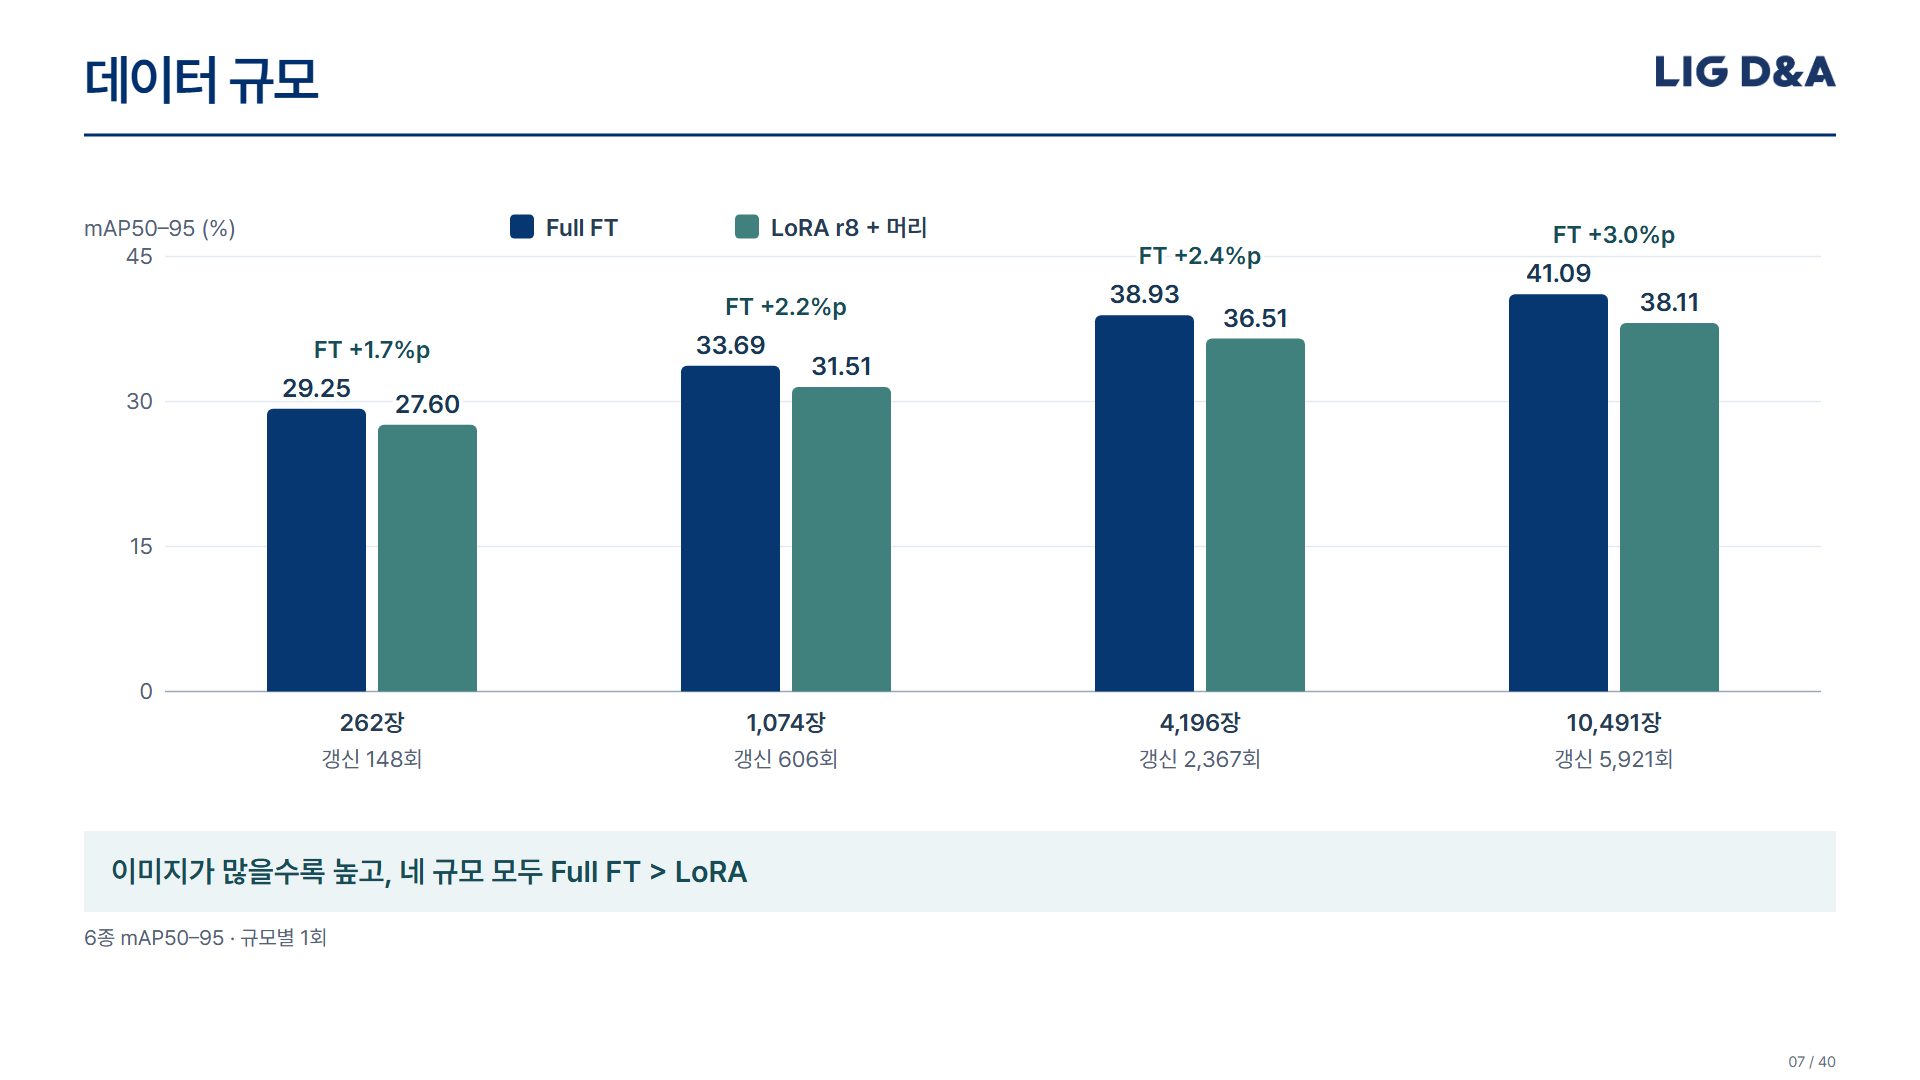 데이터 규모
LIG D&A
mAP50–95 (%)
Full FT
LoRA r8 + 머리
45
30
15
0
FT +1.7%p
29.25
27.60
FT +2.2%p
33.69
31.51
FT +2.4%p
38.93
36.51
FT +3.0%p
41.09
38.11
262장
갱신 148회
1,074장
갱신 606회
4,196장
갱신 2,367회
10,491장
갱신 5,921회
이미지가 많을수록 높고, 네 규모 모두 Full FT > LoRA
6종 mAP50–95 · 규모별 1회
07 / 40